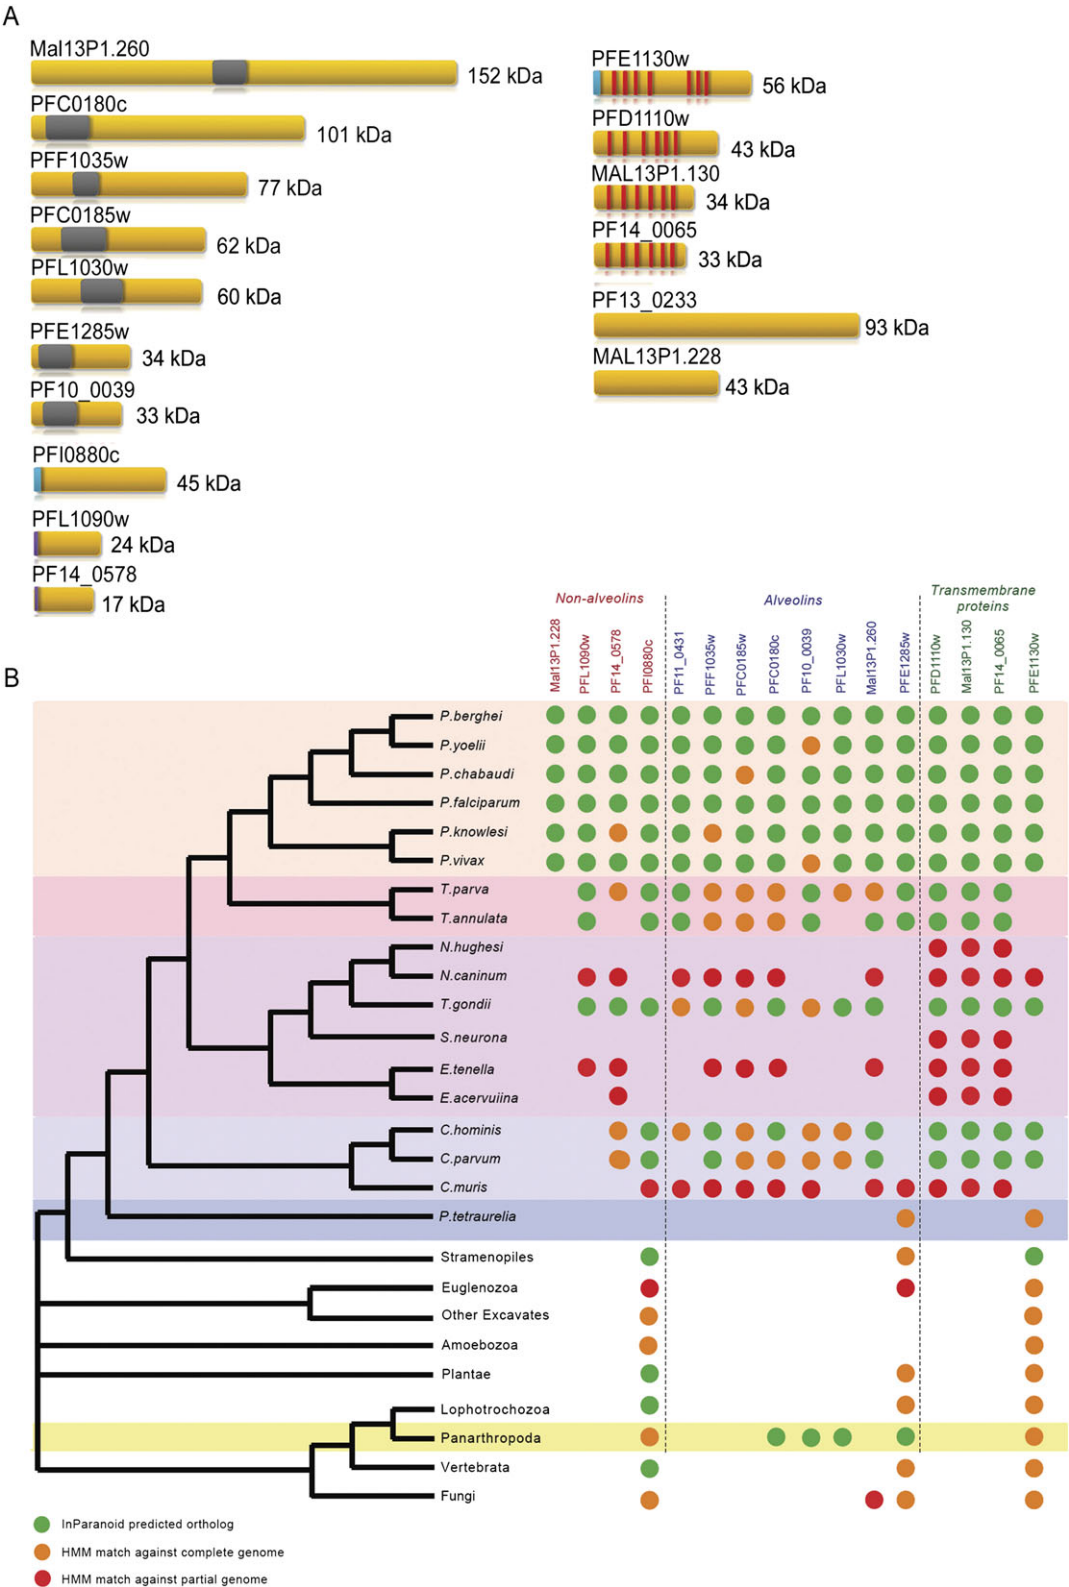 A
Mal13P1.260
152 kDa
PFC0180c
101 kDa
PFF1035w
77 kDa
PFC0185w
62 kDa
PFL1030w
60 kDa
PFE1285w
34 kDa
PF10_0039
33 kDa
PFI0880c
45 kDa
PFL1090w
24 kDa
PF14_0578
17 kDa
PFE1130w
56 kDa
PFD1110w
43 kDa
MAL13P1.130
34 kDa
PF14_0065
33 kDa
PF13_0233
93 kDa
MAL13P1.228
43 kDa
B
Non-alveolins
Alveolins
Transmembrane
proteins
Mal13P1.228
PFL1090w
PF14_0578
PFI0880c
PF11_0431
PFF1035w
PFC0185w
PFC0180c
PF10_0039
PFL1030w
Mal13P1.260
PFE1285w
PFD1110w
Mal13P1.130
PF14_0065
PFE1130w
P.berghei
P.yoelii
P.chabaudi
P.falciparum
P.knowlesi
P.vivax
T.parva
T.annulata
N.hughesi
N.caninum
T.gondii
S.neurona
E.tenella
E.acervuiina
C.hominis
C.parvum
C.muris
P.tetraurelia
Stramenopiles
Euglenozoa
Other Excavates
Amoebozoa
Plantae
Lophotrochozoa
Panarthropoda
Vertebrata
Fungi
InParanoid predicted ortholog
HMM match against complete genome
HMM match against partial genome